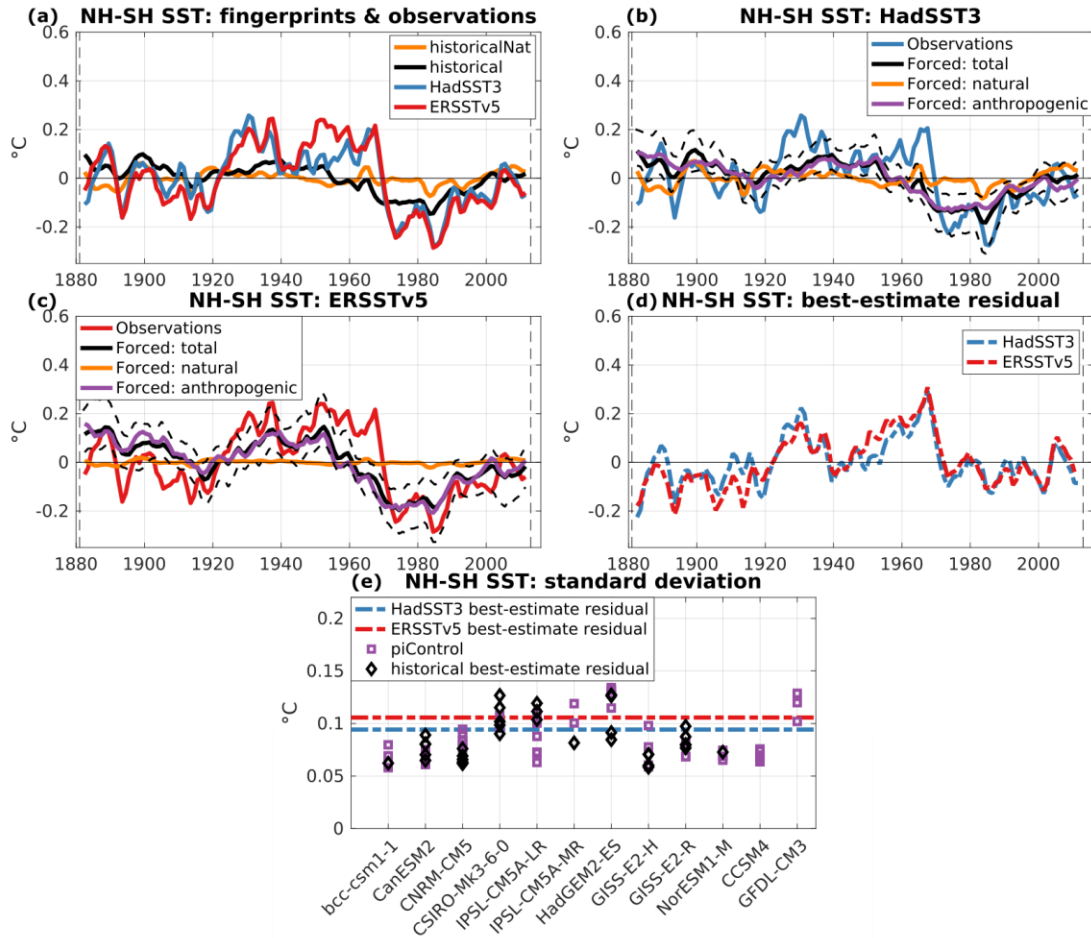 (a) NH-SH SST: fingerprints & observations
historicalNat
historical
HadSST3
ERSSTv5
°C
0.6
0.4
0.2
0
-0.2
1880 1900 1920 1940 1960 1980 2000
(b) NH-SH SST: HadSST3
Observations
Forced: total
Forced: natural
Forced: anthropogenic
°C
0.6
0.4
0.2
0
-0.2
1880 1900 1920 1940 1960 1980 2000
(c) NH-SH SST: ERSSTv5
Observations
Forced: total
Forced: natural
Forced: anthropogenic
°C
0.6
0.4
0.2
0
-0.2
1880 1900 1920 1940 1960 1980 2000
(d) NH-SH SST: best-estimate residual
HadSST3
ERSSTv5
°C
0.6
0.4
0.2
0
-0.2
1880 1900 1920 1940 1960 1980 2000
(e) NH-SH SST: standard deviation
HadSST3 best-estimate residual
ERSSTv5 best-estimate residual
piControl
historical best-estimate residual
°C
0.2
0.15
0.1
0.05
0
bcc-csm1-1
CanESM2
CNRM-CM5
CSIRO-Mk3-6-0
IPSL-CM5A-LR
IPSL-CM5A-MR
HadGEM2-ES
GISS-E2-H
GISS-E2-R
NorESM1-M
CCSM4
GFDL-CM3